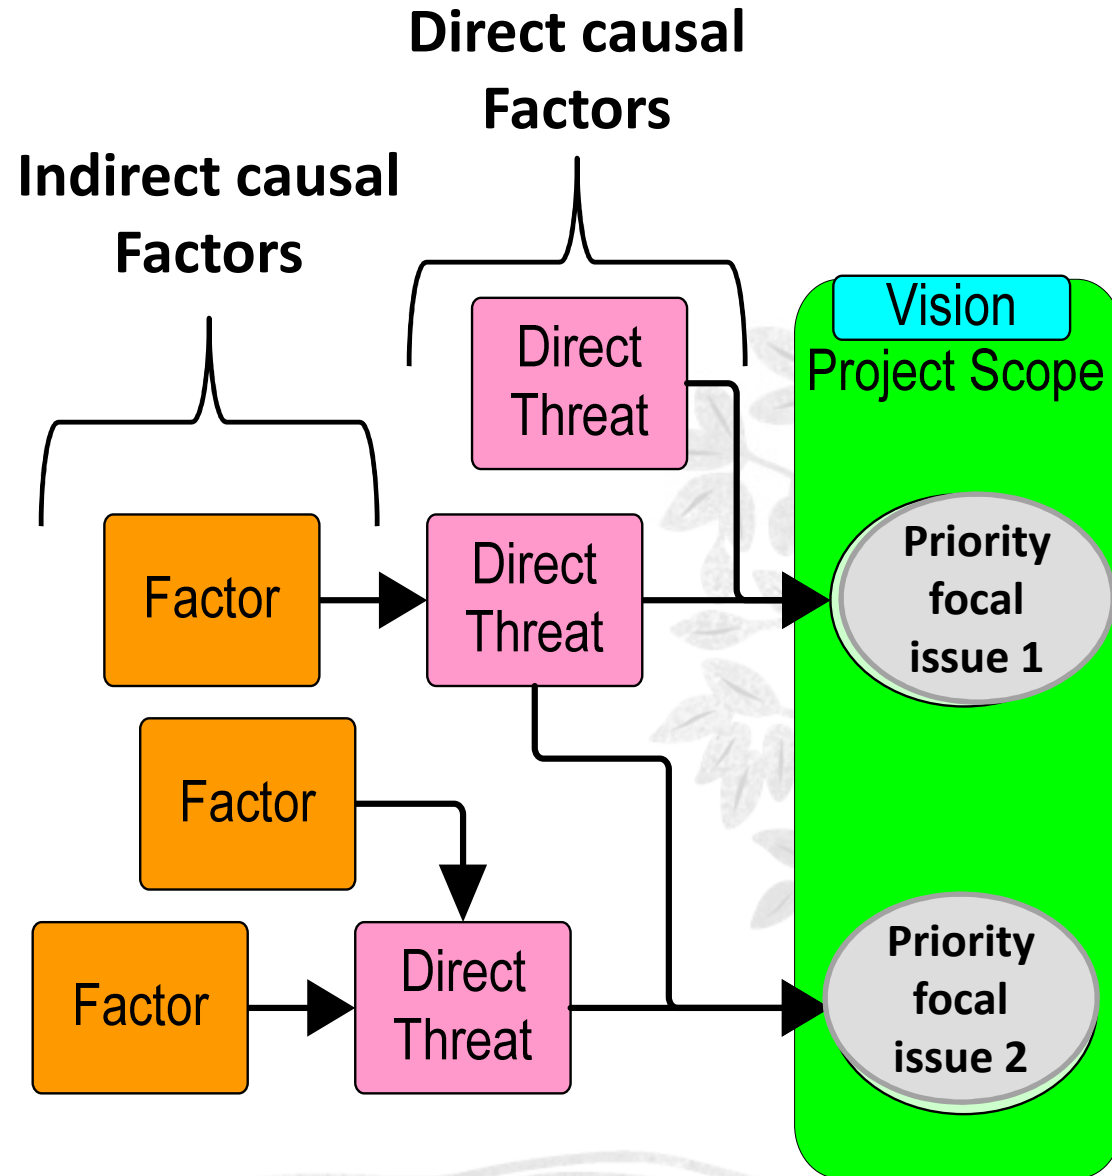 Direct causal
Factors
Indirect causal
Factors
Vision
Project Scope
Direct
Threat
Factor
Direct
Threat
Priority
focal
issue 1
Factor
Factor
Direct
Threat
Priority
focal
issue 2